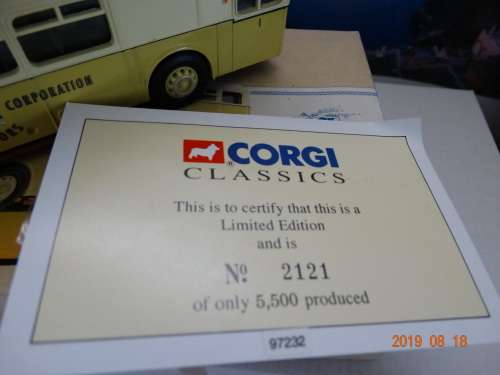 CORPORATION
ORS
CORGI
®
CLASSICS
This is to certify that this is a
Limited Edition
and is
No 2121
of only 5,500 produced
97232
2019 08 18